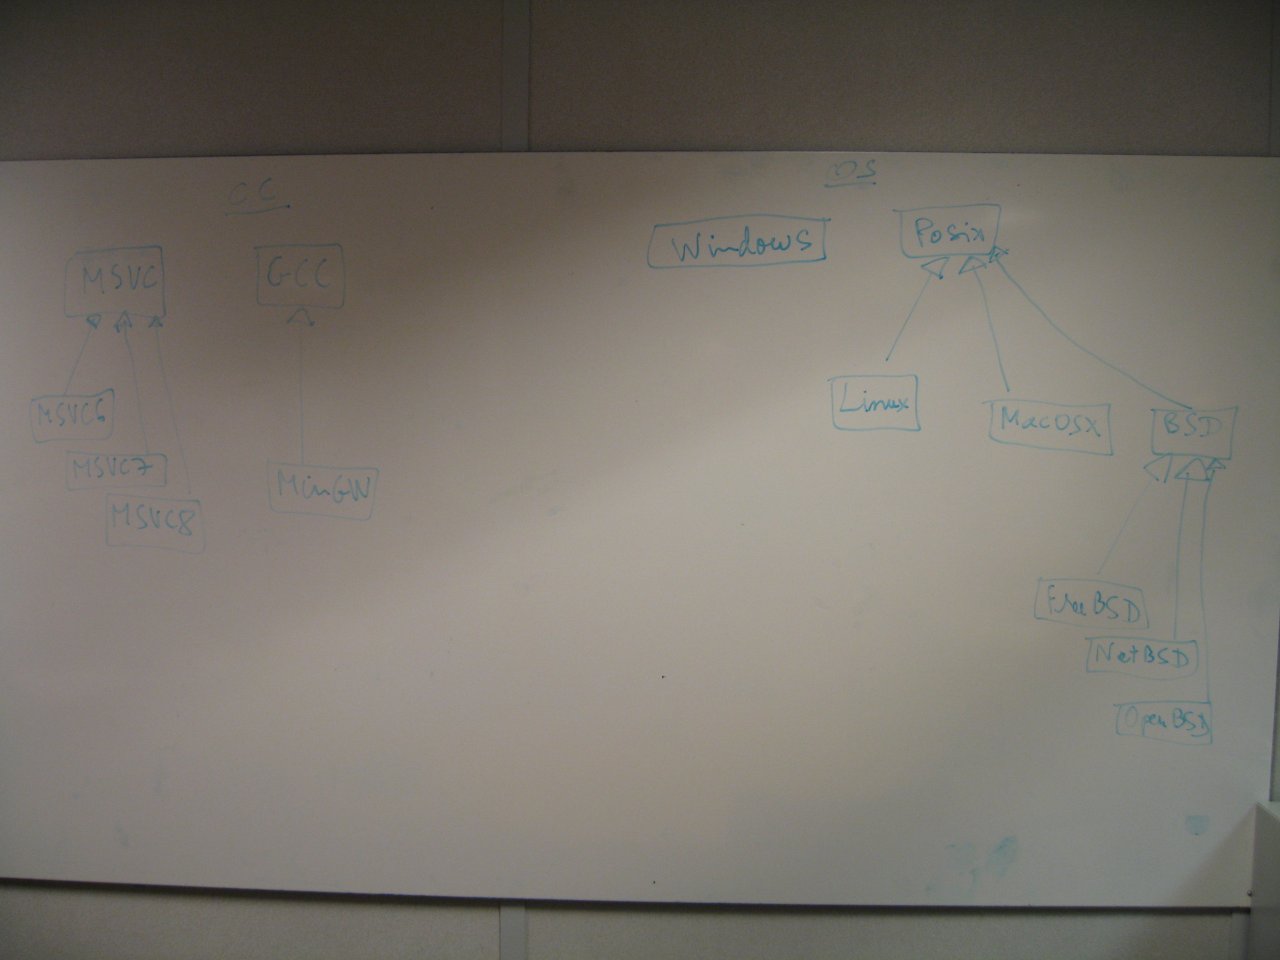 CC
OS
MSVC
GCC
Windows
Posix
MSVC6
MSVC7
MSVC8
MinGW
Linux
MacOSX
BSD
FreeBSD
NetBSD
OpenBSD